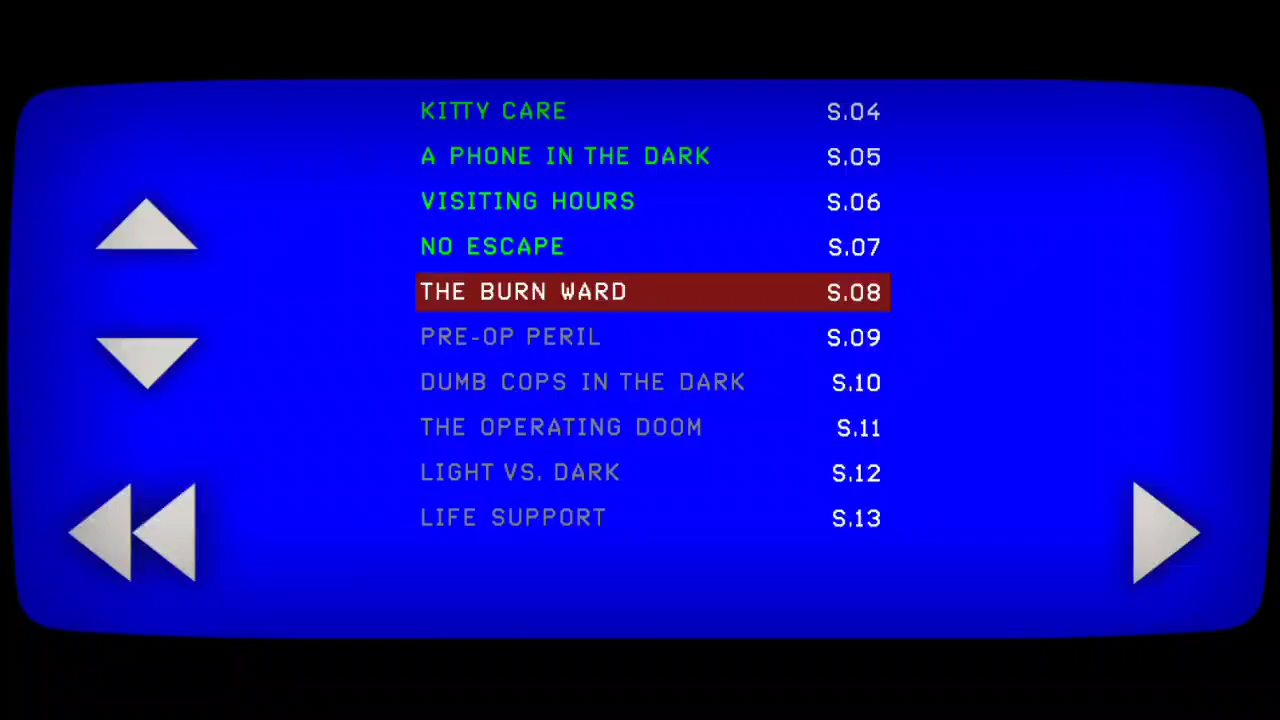 KITTY CARE S.04
A PHONE IN THE DARK S.05
VISITING HOURS S.06
NO ESCAPE S.07
THE BURN WARD S.08
PRE-OP PERIL S.09
DUMB COPS IN THE DARK S.10
THE OPERATING DOOM S.11
LIGHT VS. DARK S.12
LIFE SUPPORT S.13